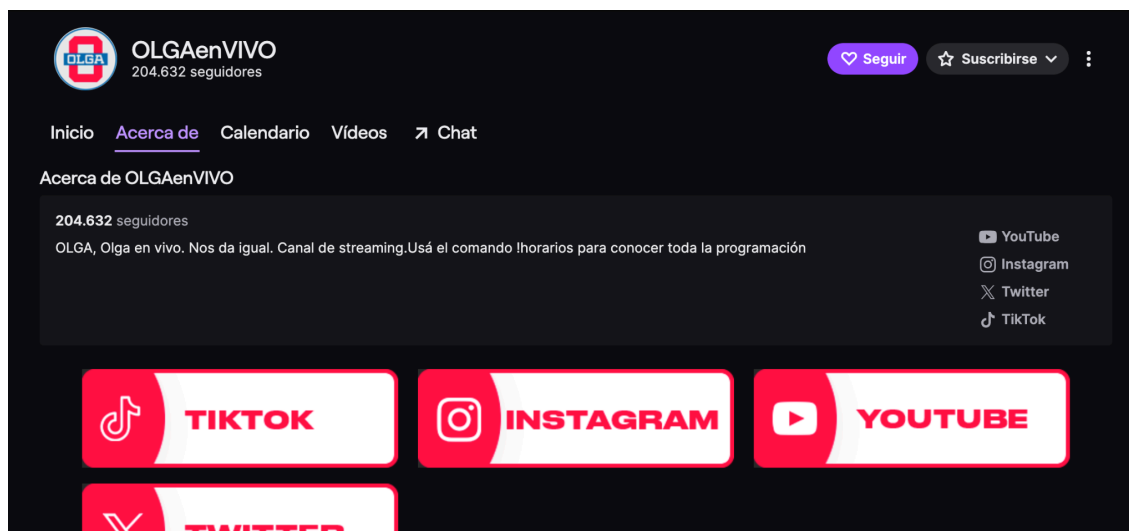 OLGA
OLGAenVIVO
204.632 seguidores
Seguir
Suscribirse
Inicio Acerca de Calendario Vídeos Chat
Acerca de OLGAenVIVO
204.632 seguidores
OLGA, Olga en vivo. Nos da igual. Canal de streaming.Usá el comando !horarios para conocer toda la programación
YouTube
Instagram
Twitter
TikTok
TIKTOK
INSTAGRAM
YOUTUBE
TWITTER